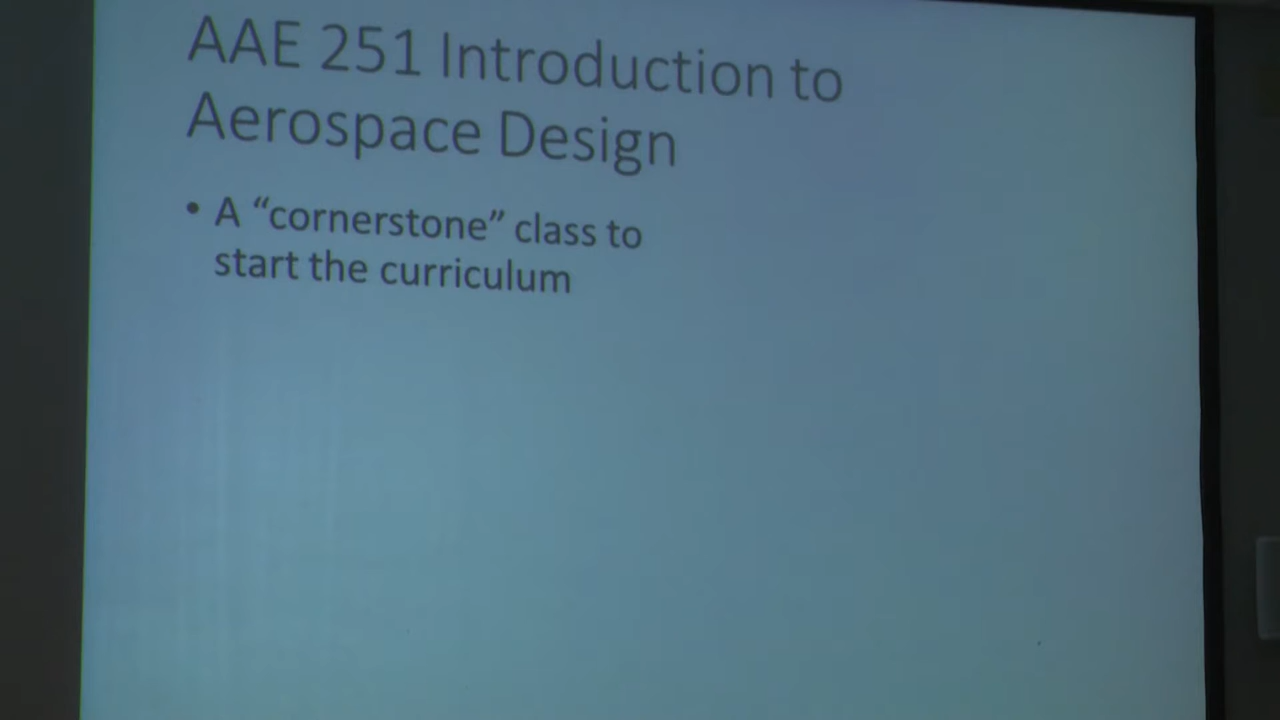 AAE 251 Introduction to
Aerospace Design
• A “cornerstone” class to
start the curriculum